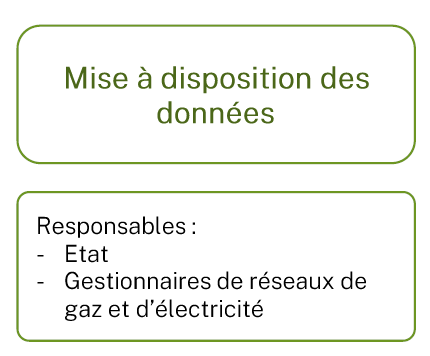 Mise à disposition des
données
Responsables :
- Etat
- Gestionnaires de réseaux de
gaz et d’électricité